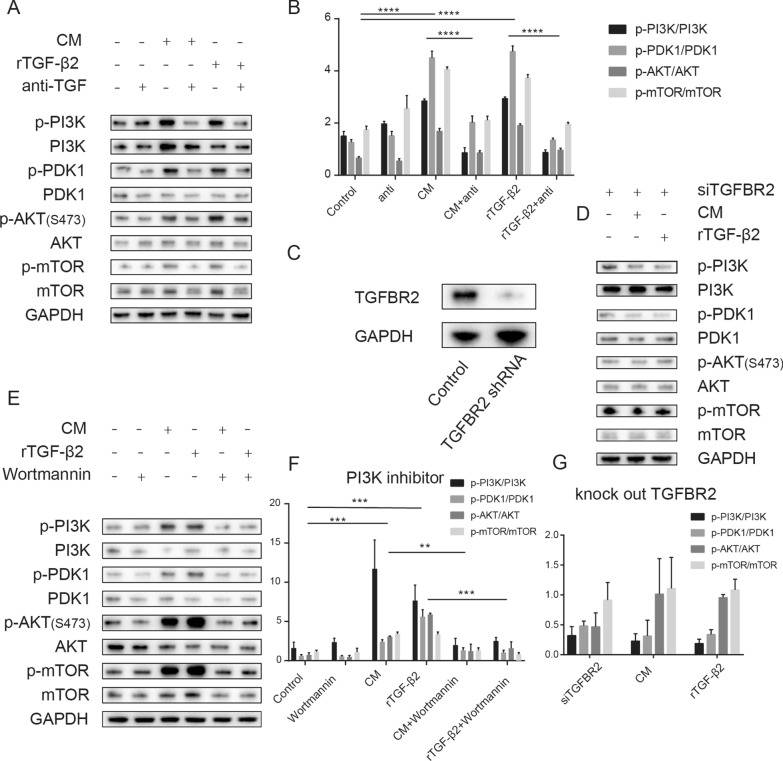 A
CM - - + + - -
rTGF-β2 - - - - + +
anti-TGF - + - + - +
p-PI3K
PI3K
p-PDK1
PDK1
p-AKT(S473)
AKT
p-mTOR
mTOR
GAPDH
B
**** ****
**** ****
p-PI3K/PI3K
p-PDK1/PDK1
p-AKT/AKT
p-mTOR/mTOR
6
4
2
0
Control anti CM CM+anti rTGF-β2 rTGF-β2+anti
C
TGFBR2
GAPDH
Control TGFBR2 shRNA
D
+ + + siTGFBR2
- + - CM
- - + rTGF-β2
p-PI3K
PI3K
p-PDK1
PDK1
p-AKT(S473)
AKT
p-mTOR
mTOR
GAPDH
E
CM - - + - + -
rTGF-β2 - - - + - +
Wortmannin - + - - + +
p-PI3K
PI3K
p-PDK1
PDK1
p-AKT(S473)
AKT
p-mTOR
mTOR
GAPDH
F
PI3K inhibitor
p-PI3K/PI3K
p-PDK1/PDK1
p-AKT/AKT
p-mTOR/mTOR
***
***
**
***
20
15
10
5
0
Control Wortmannin CM rTGF-β2 CM+Wortmannin rTGF-β2+Wortmannin
G
knock out TGFBR2
p-PI3K/PI3K
p-PDK1/PDK1
p-AKT/AKT
p-mTOR/mTOR
2.0
1.5
1.0
0.5
0.0
siTGFBR2 CM rTGF-β2